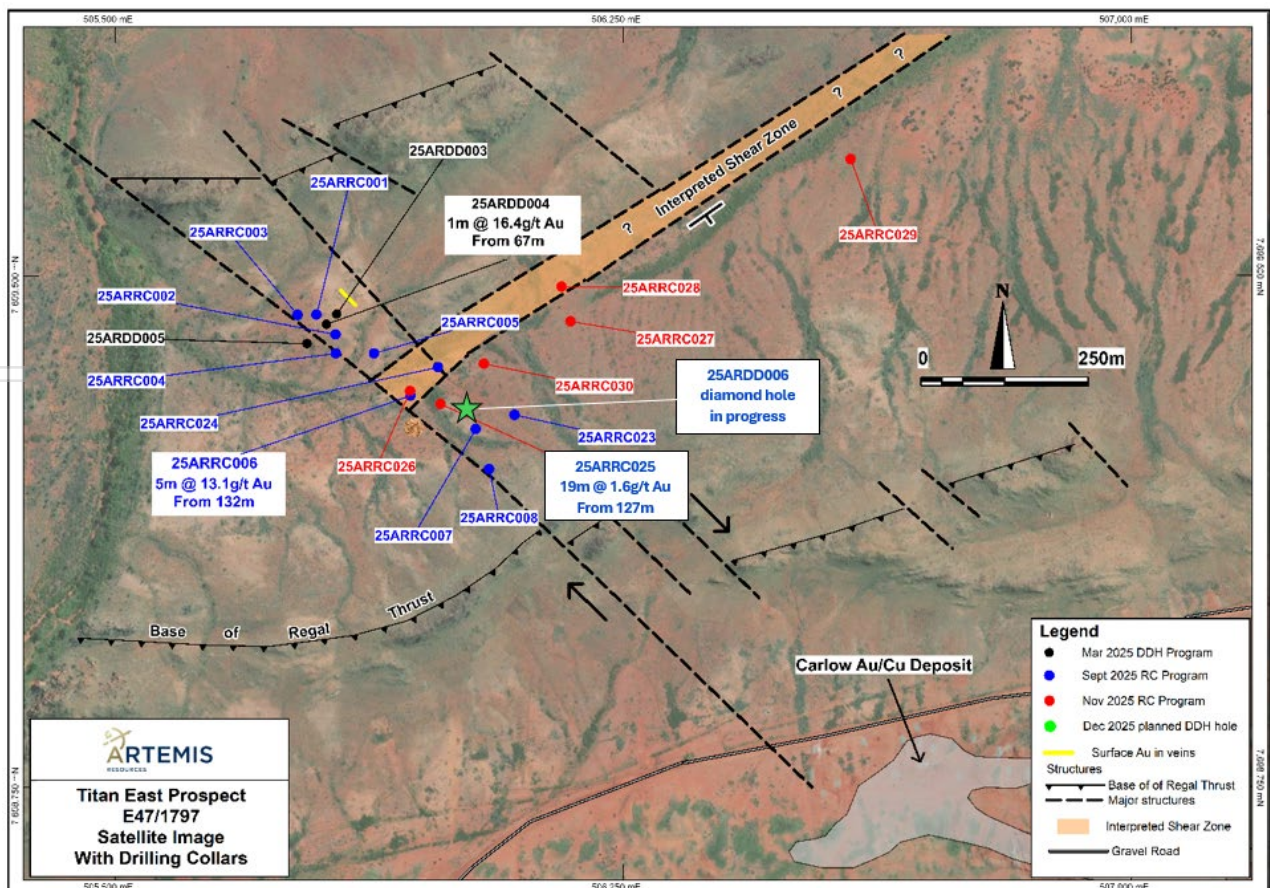 505,500 mE
506,250 mE
507,000 mE
25ARDD003
25ARRC001
25ARDD004
1m @ 16.4g/t Au
From 67m
25ARRC003
25ARRC002
25ARDD005
25ARRC004
25ARRC024
25ARRC005
?
?
?
?
Interpreted Shear Zone
25ARRC029
25ARRC028
25ARRC027
25ARRC030
N
0 250m
25ARDD006
diamond hole
in progress
25ARRC023
25ARRC006
5m @ 13.1g/t Au
From 132m
25ARRC026
25ARRC025
19m @ 1.6g/t Au
From 127m
25ARRC007
25ARRC008
Base of Regal Thrust
Carlow Au/Cu Deposit
7 609,500 mN
7 608,750 mN
Legend
Mar 2025 DDH Program
Sept 2025 RC Program
Nov 2025 RC Program
Dec 2025 planned DDH hole
Surface Au in veins
Structures
Base of of Regal Thrust
Major structures
Interpreted Shear Zone
Gravel Road
ARTEMIS
RESOURCES
Titan East Prospect
E47/1797
Satellite Image
With Drilling Collars
505,500 mE
506,250 mE
507,000 mE